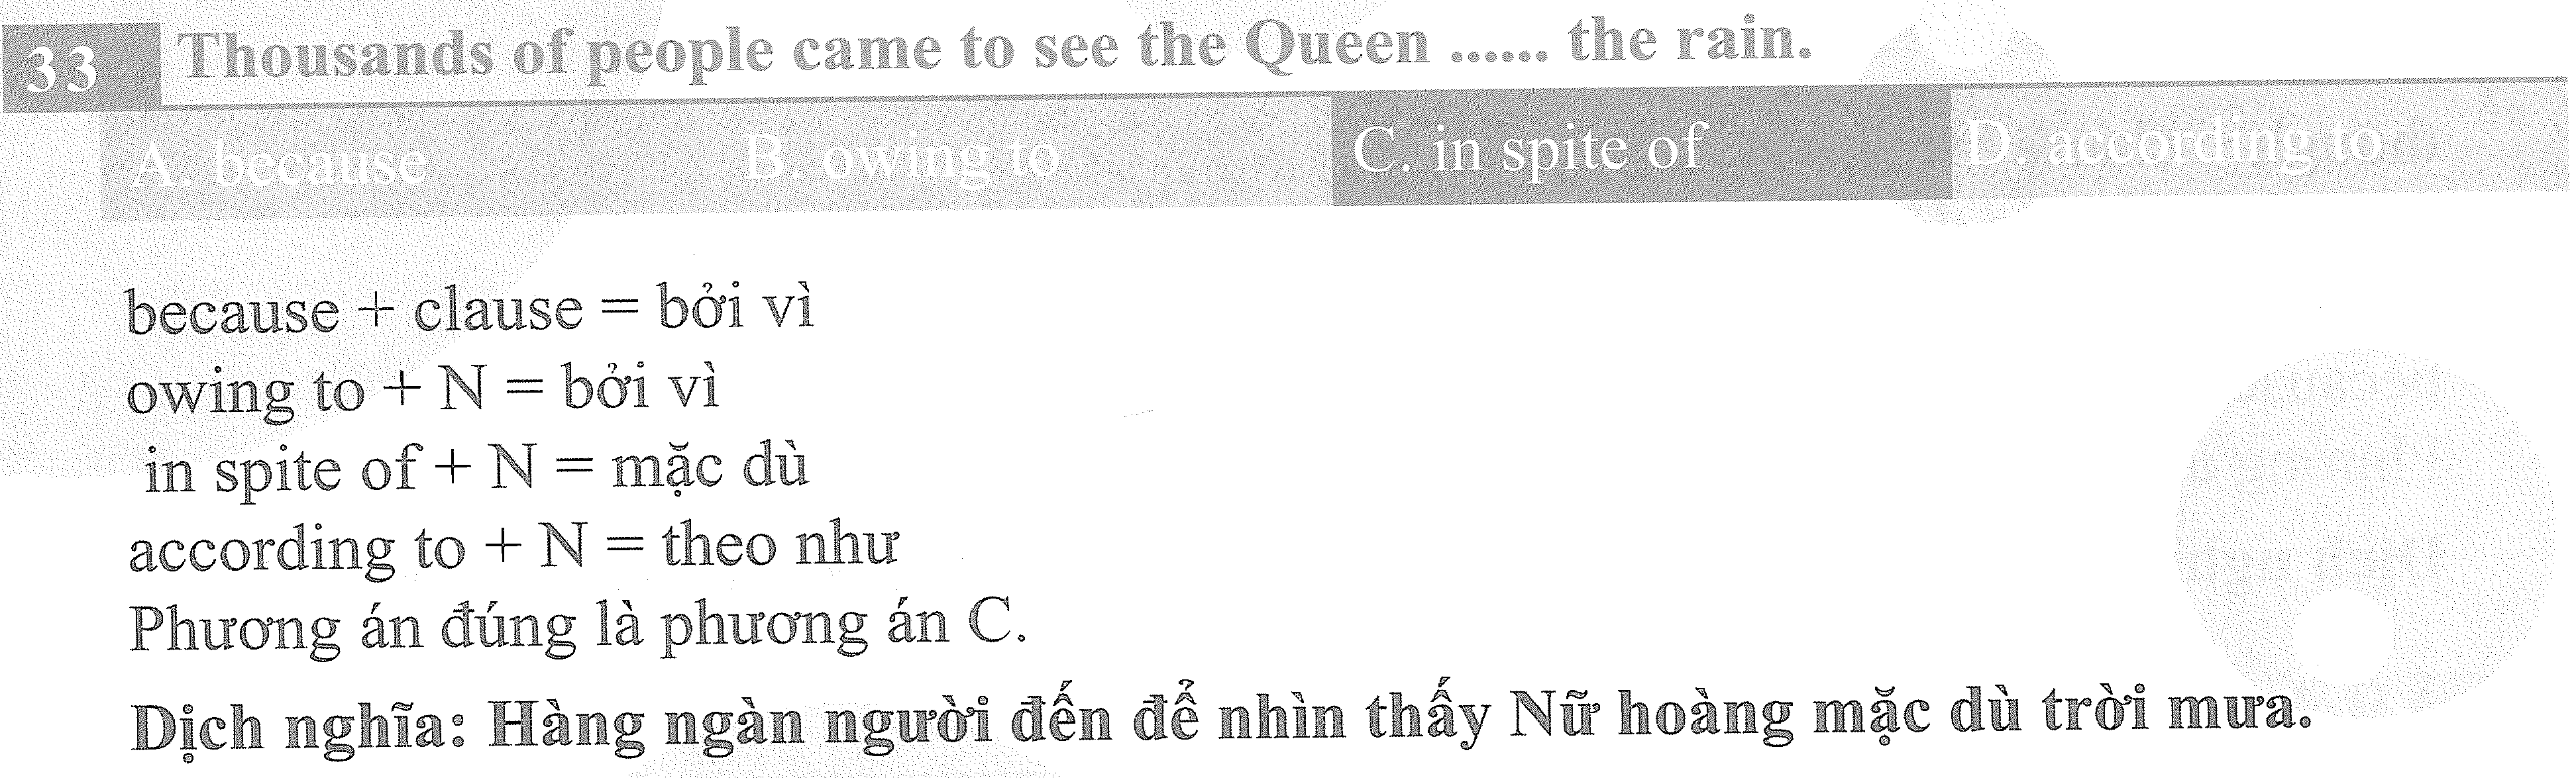 33 Thousands of people came to see the Queen ...... the rain.
A. because B. owing to C. in spite of D. according to
because + clause = bởi vì
owing to + N = bởi vì
in spite of + N = mặc dù
according to + N = theo như
Phương án đúng là phương án C.
Dịch nghĩa: Hàng ngàn người đến để nhìn thấy Nữ hoàng mặc dù trời mưa.